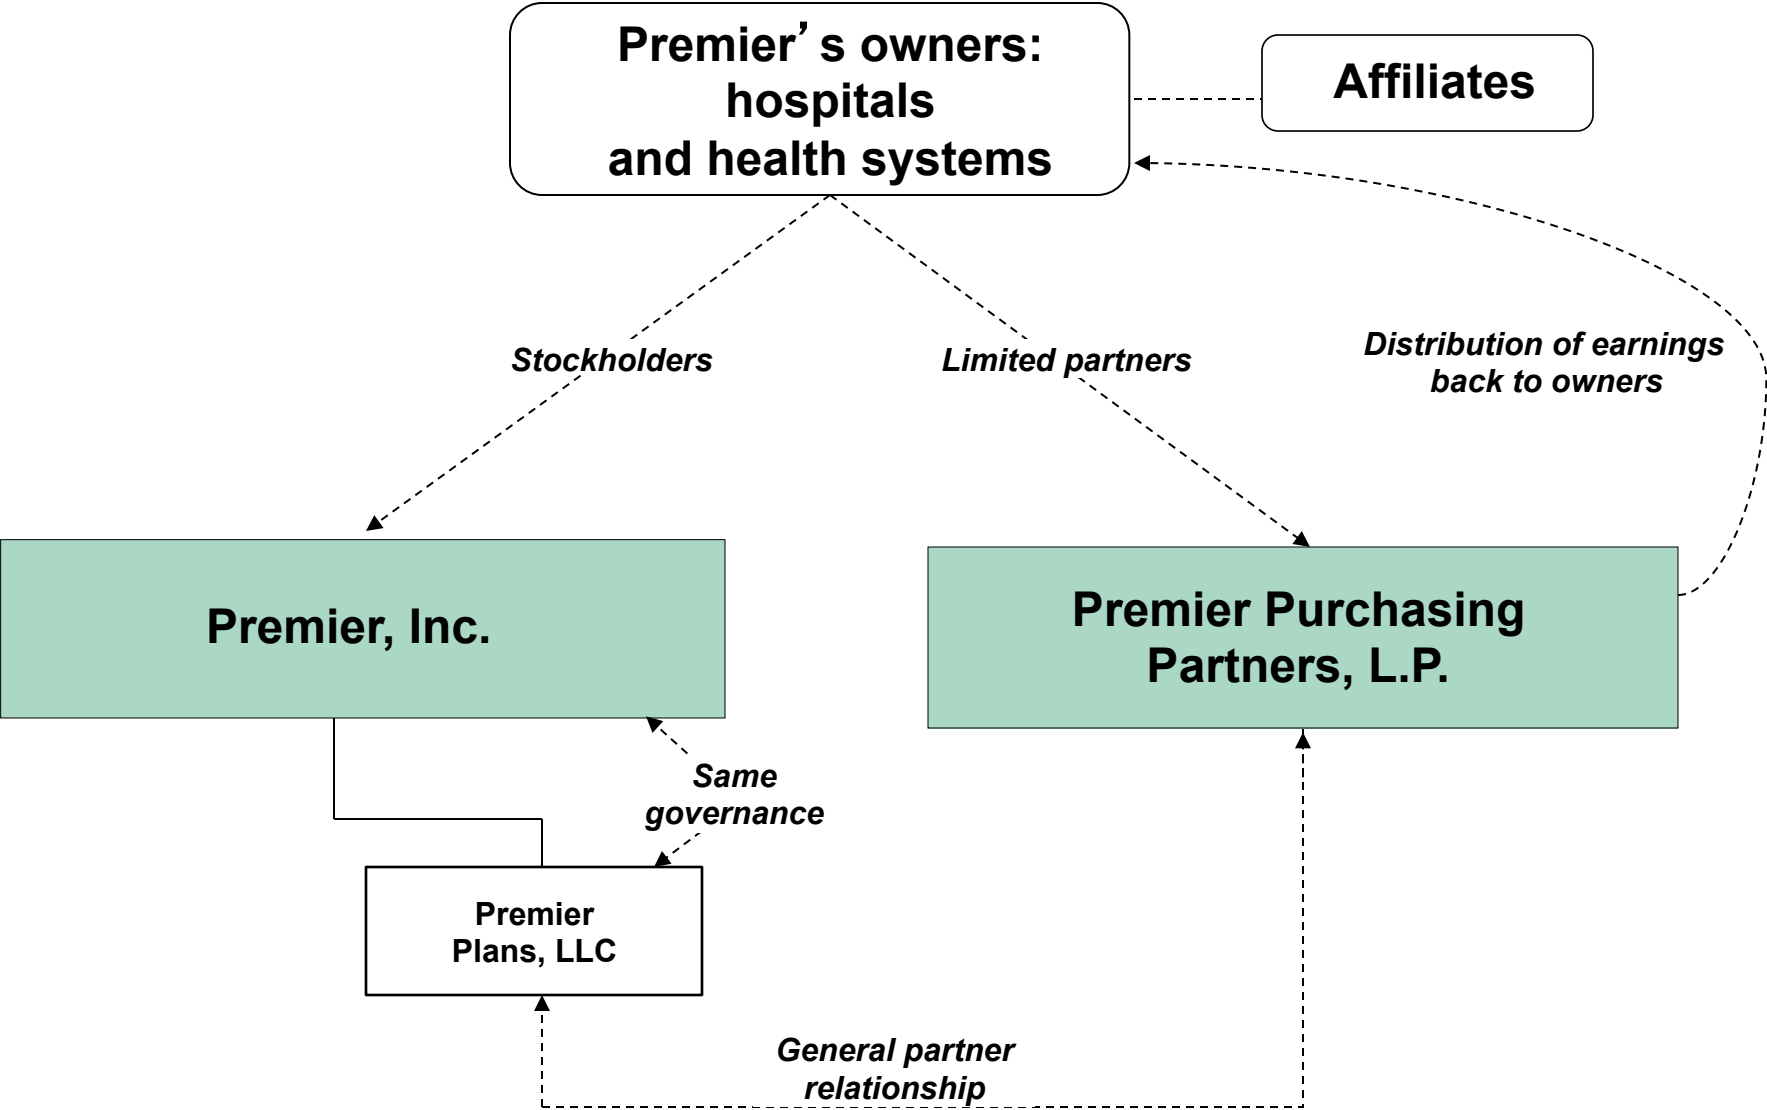 Premier’ s owners:
hospitals
and health systems
Affiliates
Stockholders
Limited partners
Distribution of earnings
back to owners
Premier, Inc.
Premier Purchasing
Partners, L.P.
Same
governance
Premier
Plans, LLC
General partner
relationship